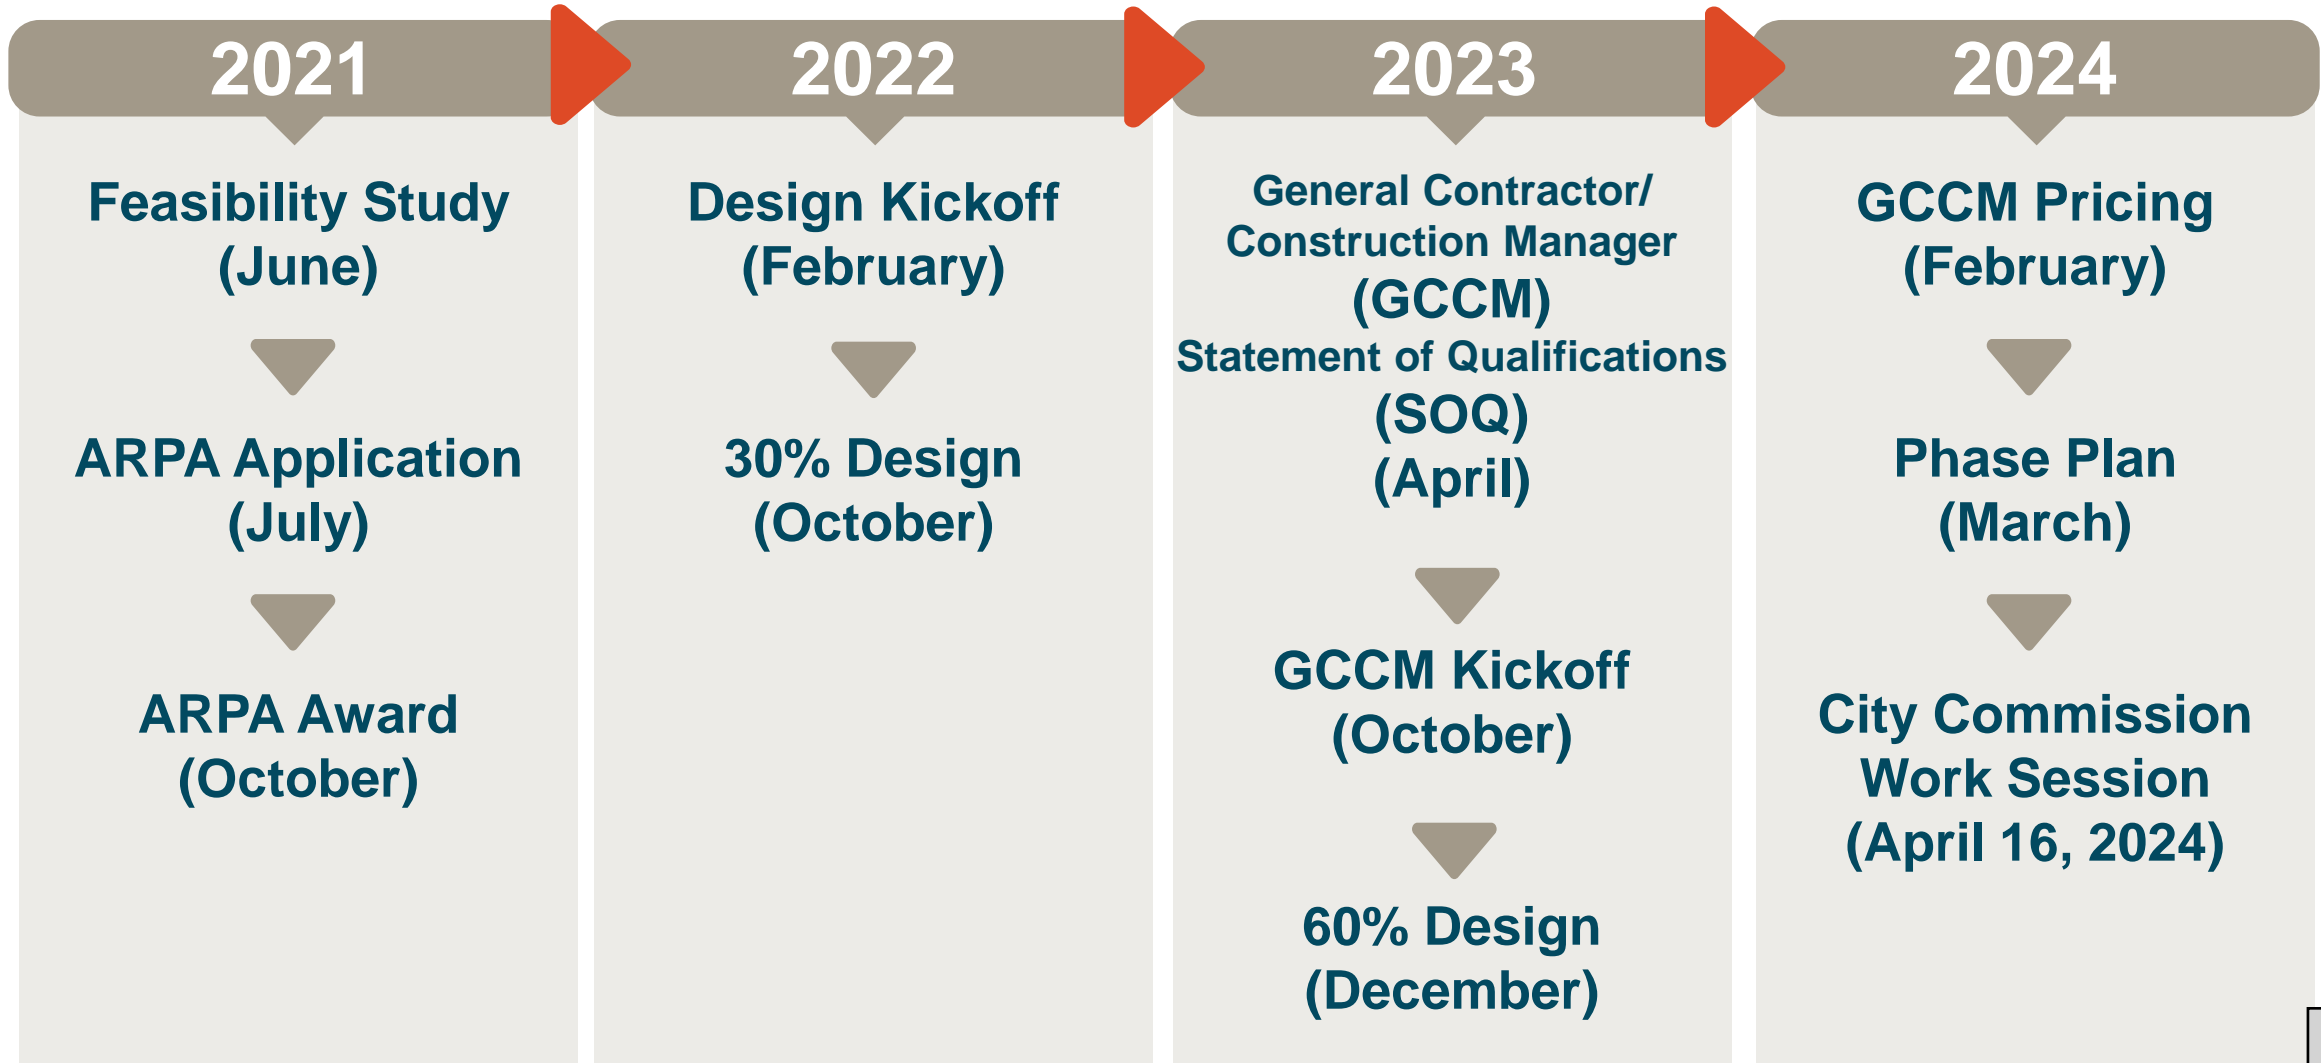 2021
Feasibility Study
(June)
ARPA Application
(July)
ARPA Award
(October)
2022
Design Kickoff
(February)
30% Design
(October)
2023
General Contractor/
Construction Manager
(GCCM)
Statement of Qualifications
(SOQ)
(April)
GCCM Kickoff
(October)
60% Design
(December)
2024
GCCM Pricing
(February)
Phase Plan
(March)
City Commission
Work Session
(April 16, 2024)